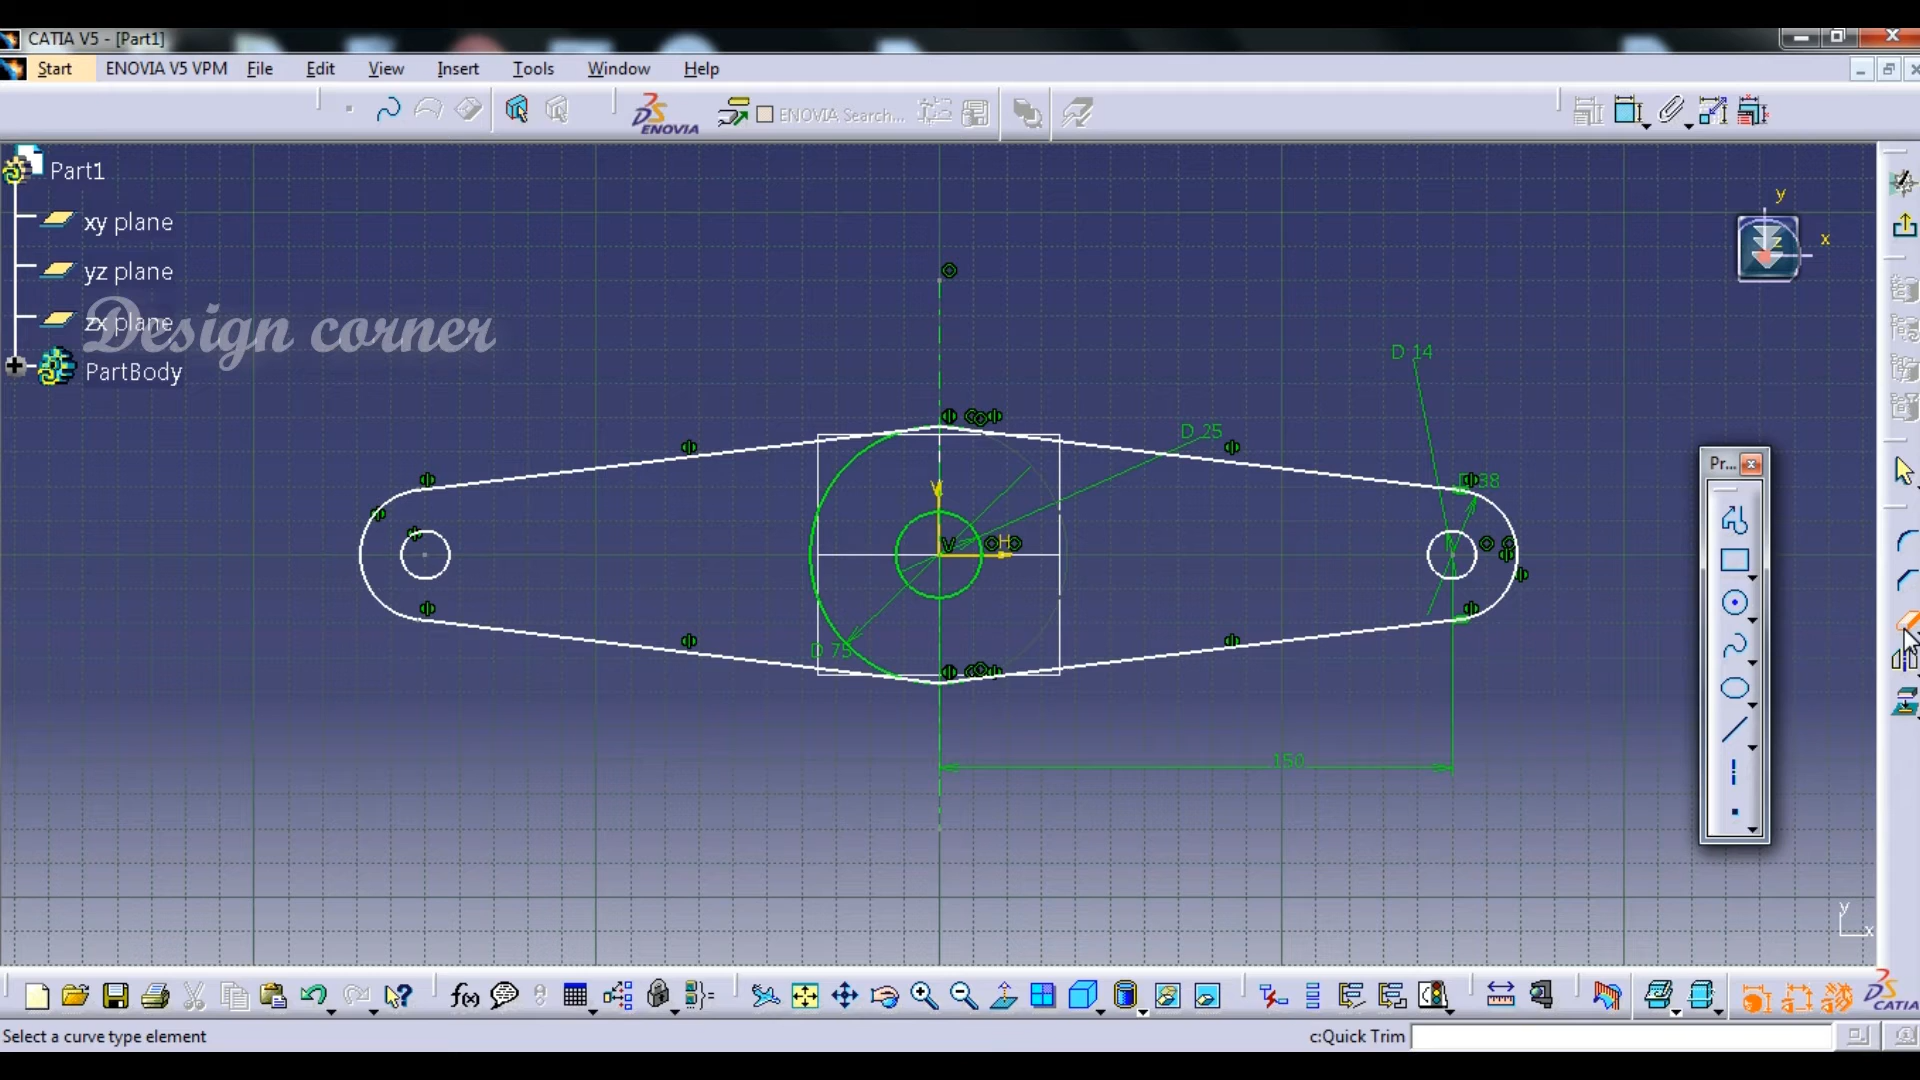 CATIA V5 - [Part1]
Start ENOVIA V5 VPM File Edit View Insert Tools Window Help
ENOVIA ENOVIA Search...
Part1
xy plane
yz plane
zx plane
Design corner
PartBody
y
x
z
D 14
D 25
38
V
V H
D 75
150
Pr...
y
x
f(x)
CATIA
Select a curve type element
c:Quick Trim